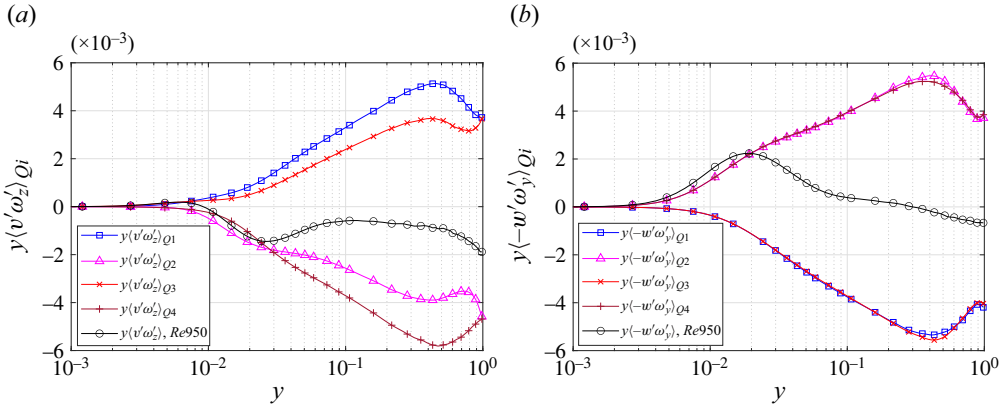 (a)
(×10⁻³)
6
4
2
0
−2
−4
−6
y⟨v′ω′z⟩Qi
y⟨v′ω′z⟩Q1
y⟨v′ω′z⟩Q2
y⟨v′ω′z⟩Q3
y⟨v′ω′z⟩Q4
y⟨v′ω′z⟩, Re950
10⁻³ 10⁻² 10⁻¹ 10⁰
y
(b)
(×10⁻³)
6
4
2
0
−2
−4
−6
y⟨−w′ω′y⟩Qi
y⟨−w′ω′y⟩Q1
y⟨−w′ω′y⟩Q2
y⟨−w′ω′y⟩Q3
y⟨−w′ω′y⟩Q4
y⟨−w′ω′y⟩, Re950
10⁻³ 10⁻² 10⁻¹ 10⁰
y